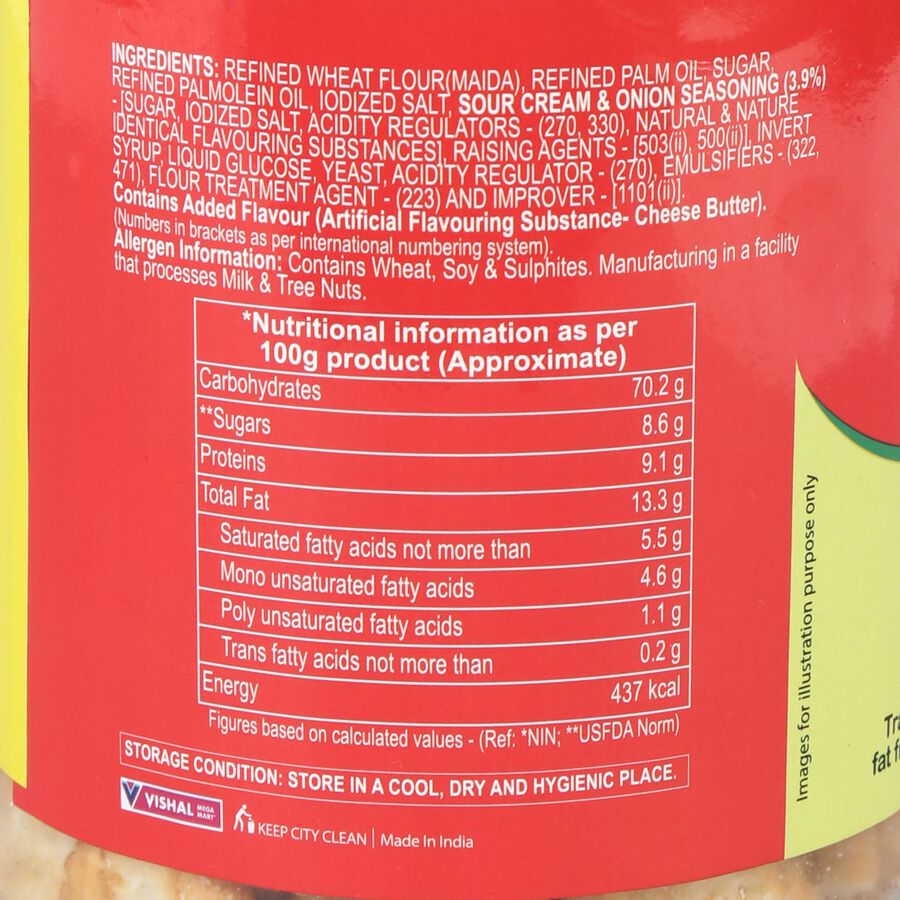 INGREDIENTS: REFINED WHEAT FLOUR(MAIDA), REFINED PALM OIL, SUGAR,
REFINED PALMOLEIN OIL, IODIZED SALT, SOUR CREAM & ONION SEASONING (3.9%)
- [SUGAR, IODIZED SALT, ACIDITY REGULATORS - (270, 330), NATURAL & NATURE
IDENTICAL FLAVOURING SUBSTANCES], RAISING AGENTS - [503(ii), 500(ii)], INVERT
SYRUP, LIQUID GLUCOSE, YEAST, ACIDITY REGULATOR - (270), EMULSIFIERS - (322,
471), FLOUR TREATMENT AGENT - (223) AND IMPROVER - [1101(ii)].
Contains Added Flavour (Artificial Flavouring Substance- Cheese Butter).
(Numbers in brackets as per international numbering system).
Allergen Information: Contains Wheat, Soy & Sulphites. Manufacturing in a facility
that processes Milk & Tree Nuts.
*Nutritional information as per
100g product (Approximate)
Carbohydrates 70.2 g
**Sugars 8.6 g
Proteins 9.1 g
Total Fat 13.3 g
Saturated fatty acids not more than 5.5 g
Mono unsaturated fatty acids 4.6 g
Poly unsaturated fatty acids 1.1 g
Trans fatty acids not more than 0.2 g
Energy 437 kcal
Figures based on calculated values - (Ref: *NIN; **USFDA Norm)
STORAGE CONDITION: STORE IN A COOL, DRY AND HYGIENIC PLACE.
VISHAL MEGA MART
KEEP CITY CLEAN | Made In India
Images for illustration purpose only
fat